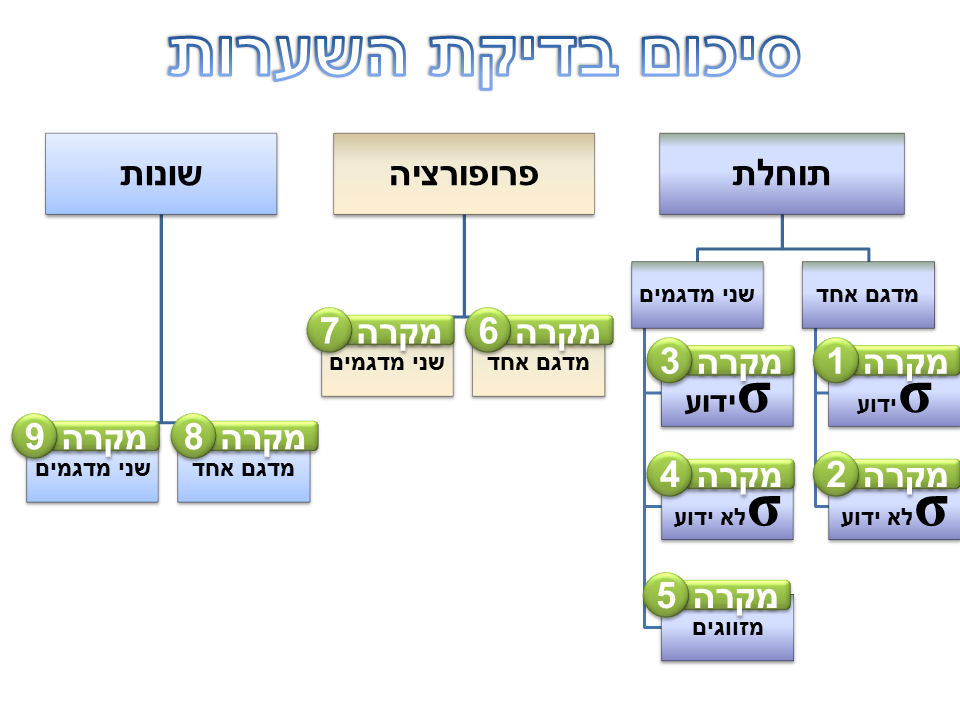 סיכום בדיקת השערות
תוחלת
פרופורציה
שונות
מדגם אחד
מקרה 1
σ ידוע
מקרה 2
σ לא ידוע
שני מדגמים
מקרה 3
σ ידוע
מקרה 4
σ לא ידוע
מקרה 5
מזווגים
מקרה 6
מדגם אחד
מקרה 7
שני מדגמים
מקרה 8
מדגם אחד
מקרה 9
שני מדגמים